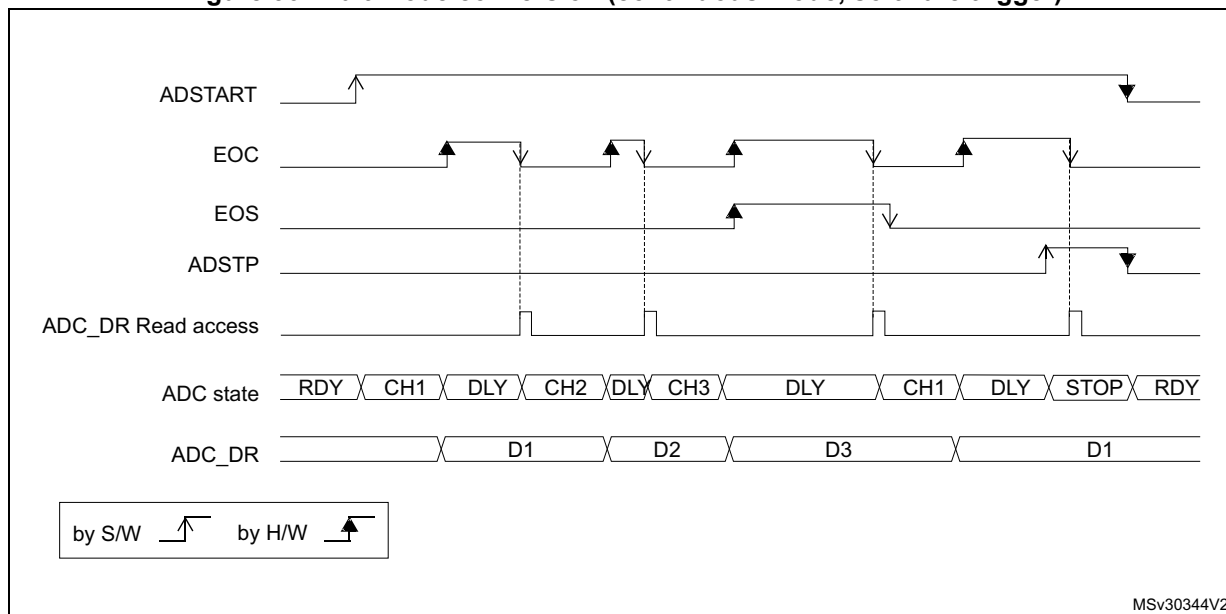 ADSTART
EOC
EOS
ADSTP
ADC_DR Read access
ADC state RDY CH1 DLY CH2 DLY CH3 DLY CH1 DLY STOP RDY
ADC_DR D1 D2 D3 D1
by S/W by H/W
MSv30344V2